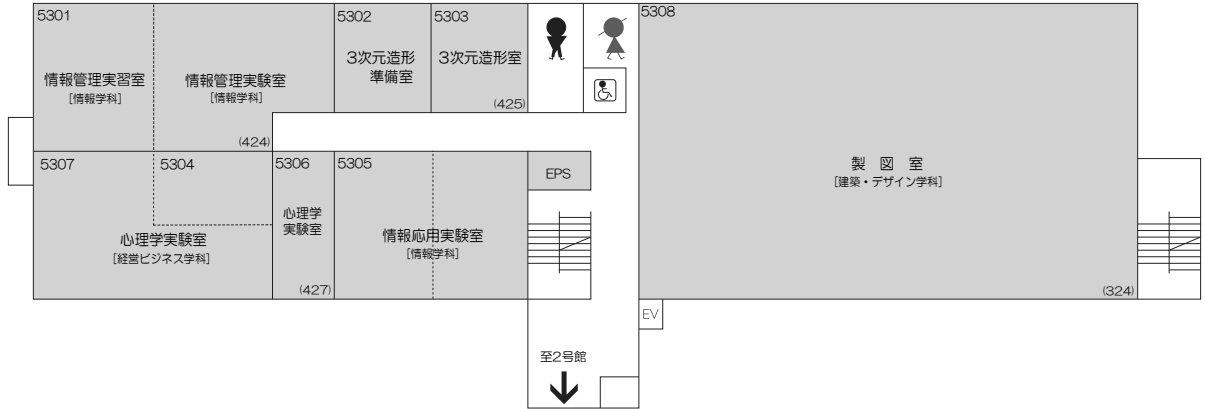 5301
情報管理実習室
[情報学科]
情報管理実験室
[情報学科]
(424)
5302
3次元造形
準備室
5303
3次元造形室
(425)
5308
製 図 室
[建築・デザイン学科]
(324)
5307
5304
心理学実験室
[経営ビジネス学科]
5306
心理学
実験室
(427)
5305
情報応用実験室
[情報学科]
EPS
EV
至2号館